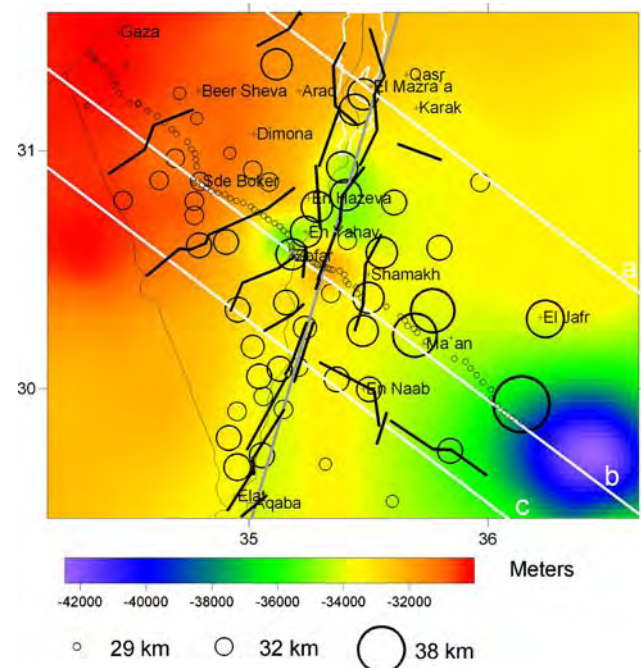 Gaza
Qasr
Beer Sheva
Arad
El Mazra'a
Karak
31
Dimona
Sde Boker
En Hazeva
En Yahav
a
Zofar
Shamakh
El Jafr
Ma'an
30
En Naab
b
c
Elat
Aqaba
35
36
Meters
-42000
-40000
-38000
-36000
-34000
-32000
29 km
32 km
38 km